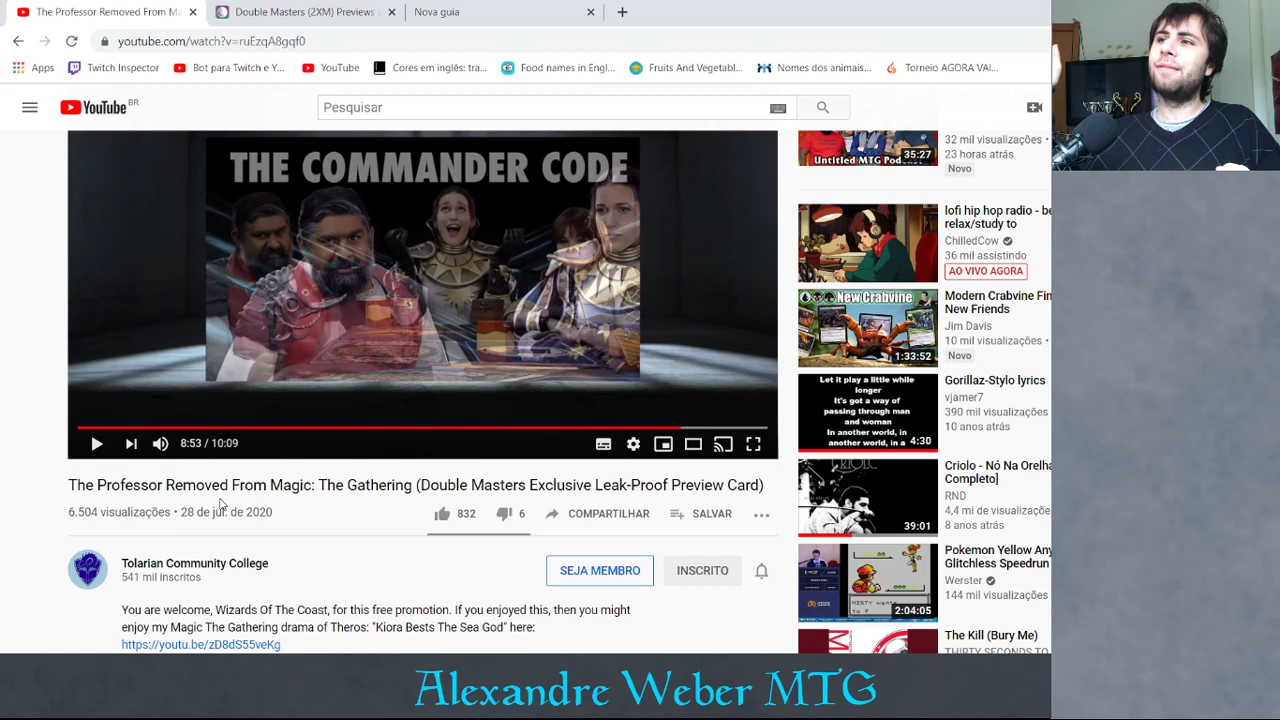 The Professor Removed From M
Double Masters (2XM) Previews
Nova guia
youtube.com/watch?v=ruEzqA8gqf0
Apps
Twitch Inspector
Bot para Twitch e Y...
YouTube
Cores em inglês...
Food names in Engl...
Fruits And Vegetabl...
Nomes dos animais...
Torneio AGORA VAI...
YouTube BR
Pesquisar
THE COMMANDER CODE
8:53 / 10:09
The Professor Removed From Magic: The Gathering (Double Masters Exclusive Leak-Proof Preview Card)
6.504 visualizações • 28 de jul. de 2020
832
6
COMPARTILHAR
SALVAR
Tolarian Community College
541 mil inscritos
SEJA MEMBRO
INSCRITO
You are welcome, Wizards Of The Coast, for this free promotion. If you enjoyed this, then you might
enjoy my Magic The Gathering drama of Theros: "Kiora Bests The Sea God" here:
https://youtu.be/zD8dS55veKg
Untitled MTG Podcast
35:27
32 mil visualizações •
23 horas atrás
Novo
lofi hip hop radio - be
relax/study to
ChilledCow
36 mil assistindo
AO VIVO AGORA
New Crabvine
1:33:52
Modern Crabvine Fin
New Friends
Jim Davis
10 mil visualizações •
Novo
Let it play a little while
longer
It's got a way of
passing through man
and woman
In another world, in
another world, in a
4:30
Gorillaz-Stylo lyrics
vjamer7
390 mil visualizações
10 anos atrás
CRIOLO
39:01
Criolo - Nó Na Orelha
Completo]
RND
4,4 mi de visualizações
8 anos atrás
2:04:05
Pokemon Yellow Any
Glitchless Speedrun
Werster
144 mil visualizações
The Kill (Bury Me)
THIRTY SECONDS TO
Alexandre Weber MTG